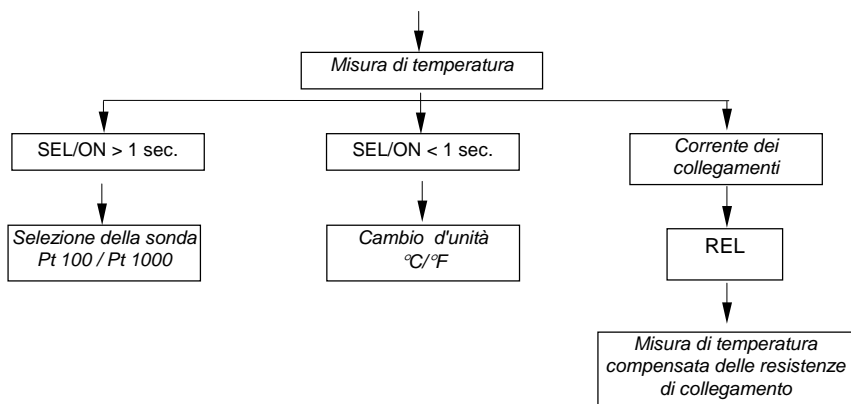 Misura di temperatura
SEL/ON > 1 sec.
SEL/ON < 1 sec.
Corrente dei
collegamenti
Selezione della sonda
Pt 100 / Pt 1000
Cambio d'unità
°C/°F
REL
Misura di temperatura
compensata delle resistenze
di collegamento